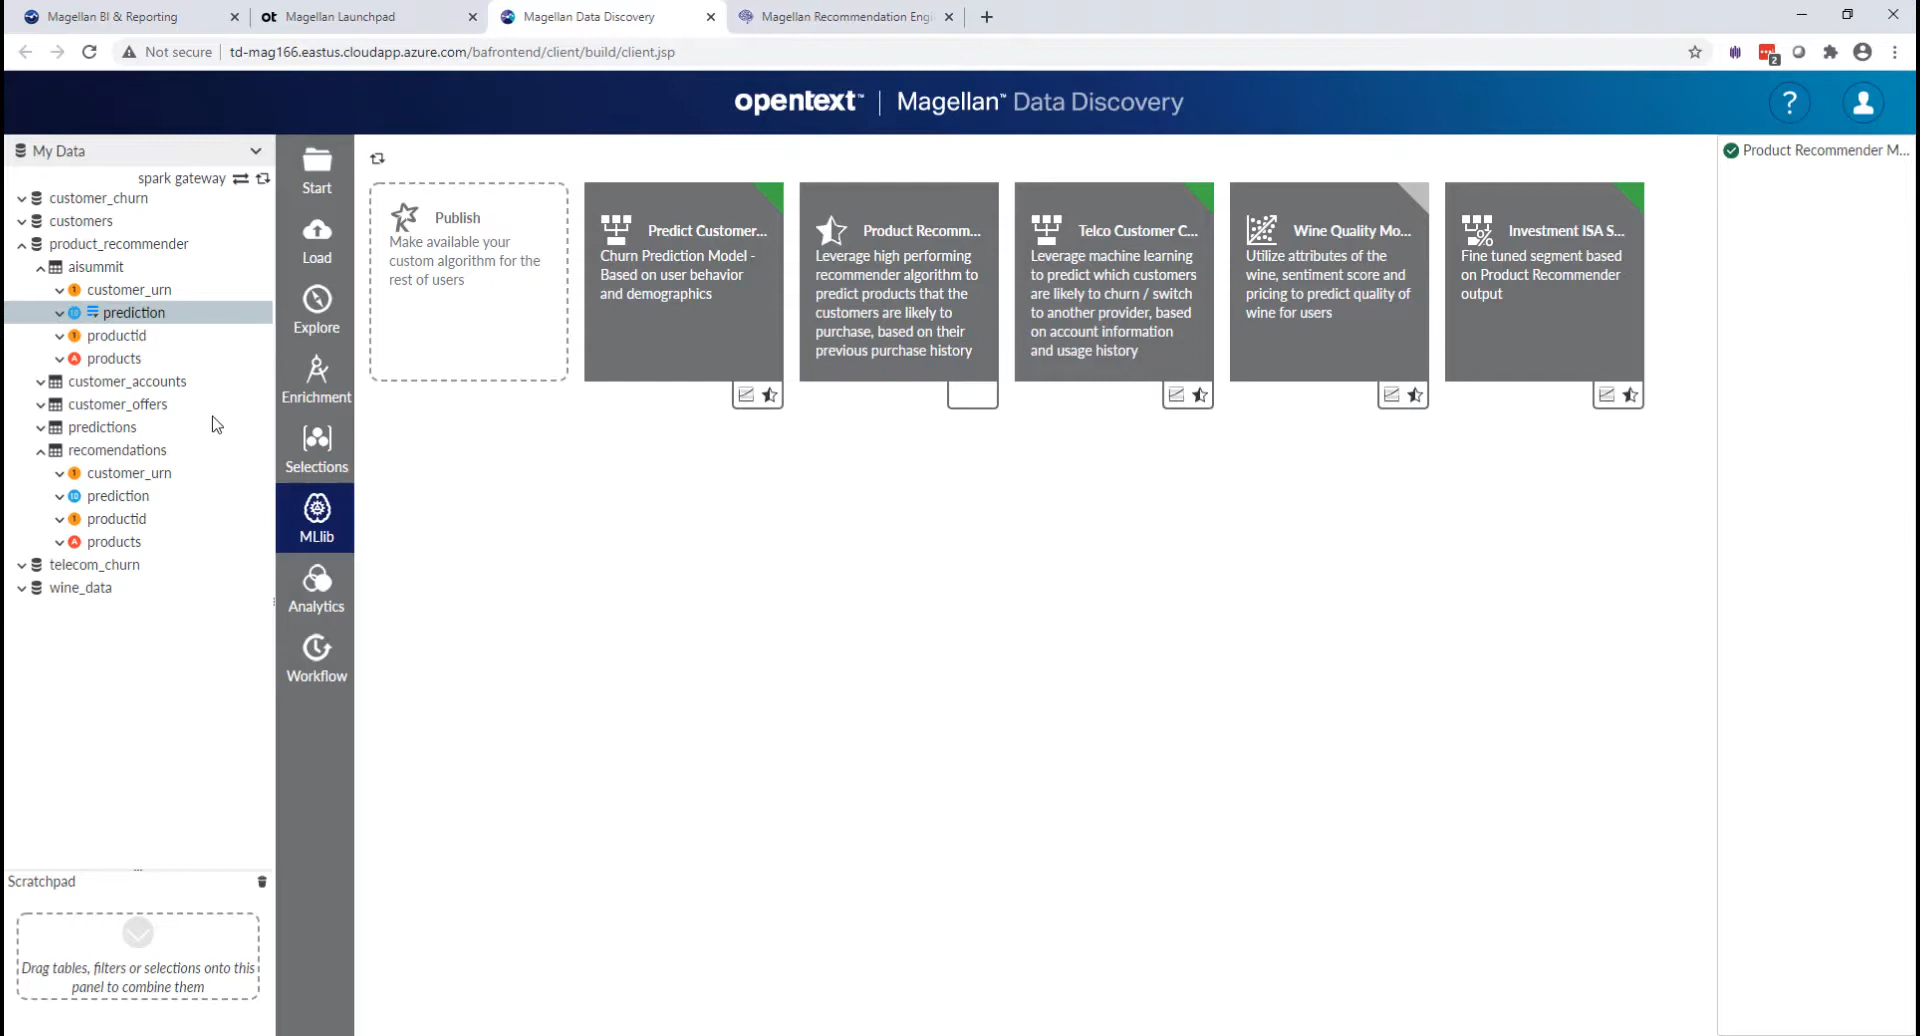 Magellan BI & Reporting
ot Magellan Launchpad
Magellan Data Discovery
Magellan Recommendation Engi
Not secure | td-mag166.eastus.cloudapp.azure.com/bafrontend/client/build/client.jsp
2
opentext™ | Magellan™ Data Discovery
?
My Data
spark gateway
customer_churn
customers
product_recommender
aisummit
1 customer_urn
1.0 prediction
1 productid
A products
customer_accounts
customer_offers
predictions
recomendations
1 customer_urn
1.0 prediction
1 productid
A products
telecom_churn
wine_data
Scratchpad
Drag tables, filters or selections onto this
panel to combine them
Start
Load
Explore
Enrichment
Selections
MLlib
Analytics
Workflow
Publish
Make available your
custom algorithm for the
rest of users
Predict Customer...
Churn Prediction Model -
Based on user behavior
and demographics
Product Recomm...
Leverage high performing
recommender algorithm to
predict products that the
customers are likely to
purchase, based on their
previous purchase history
Telco Customer C...
Leverage machine learning
to predict which customers
are likely to churn / switch
to another provider, based
on account information
and usage history
Wine Quality Mo...
Utilize attributes of the
wine, sentiment score and
pricing to predict quality of
wine for users
Investment ISA S...
Fine tuned segment based
on Product Recommender
output
Product Recommender M...